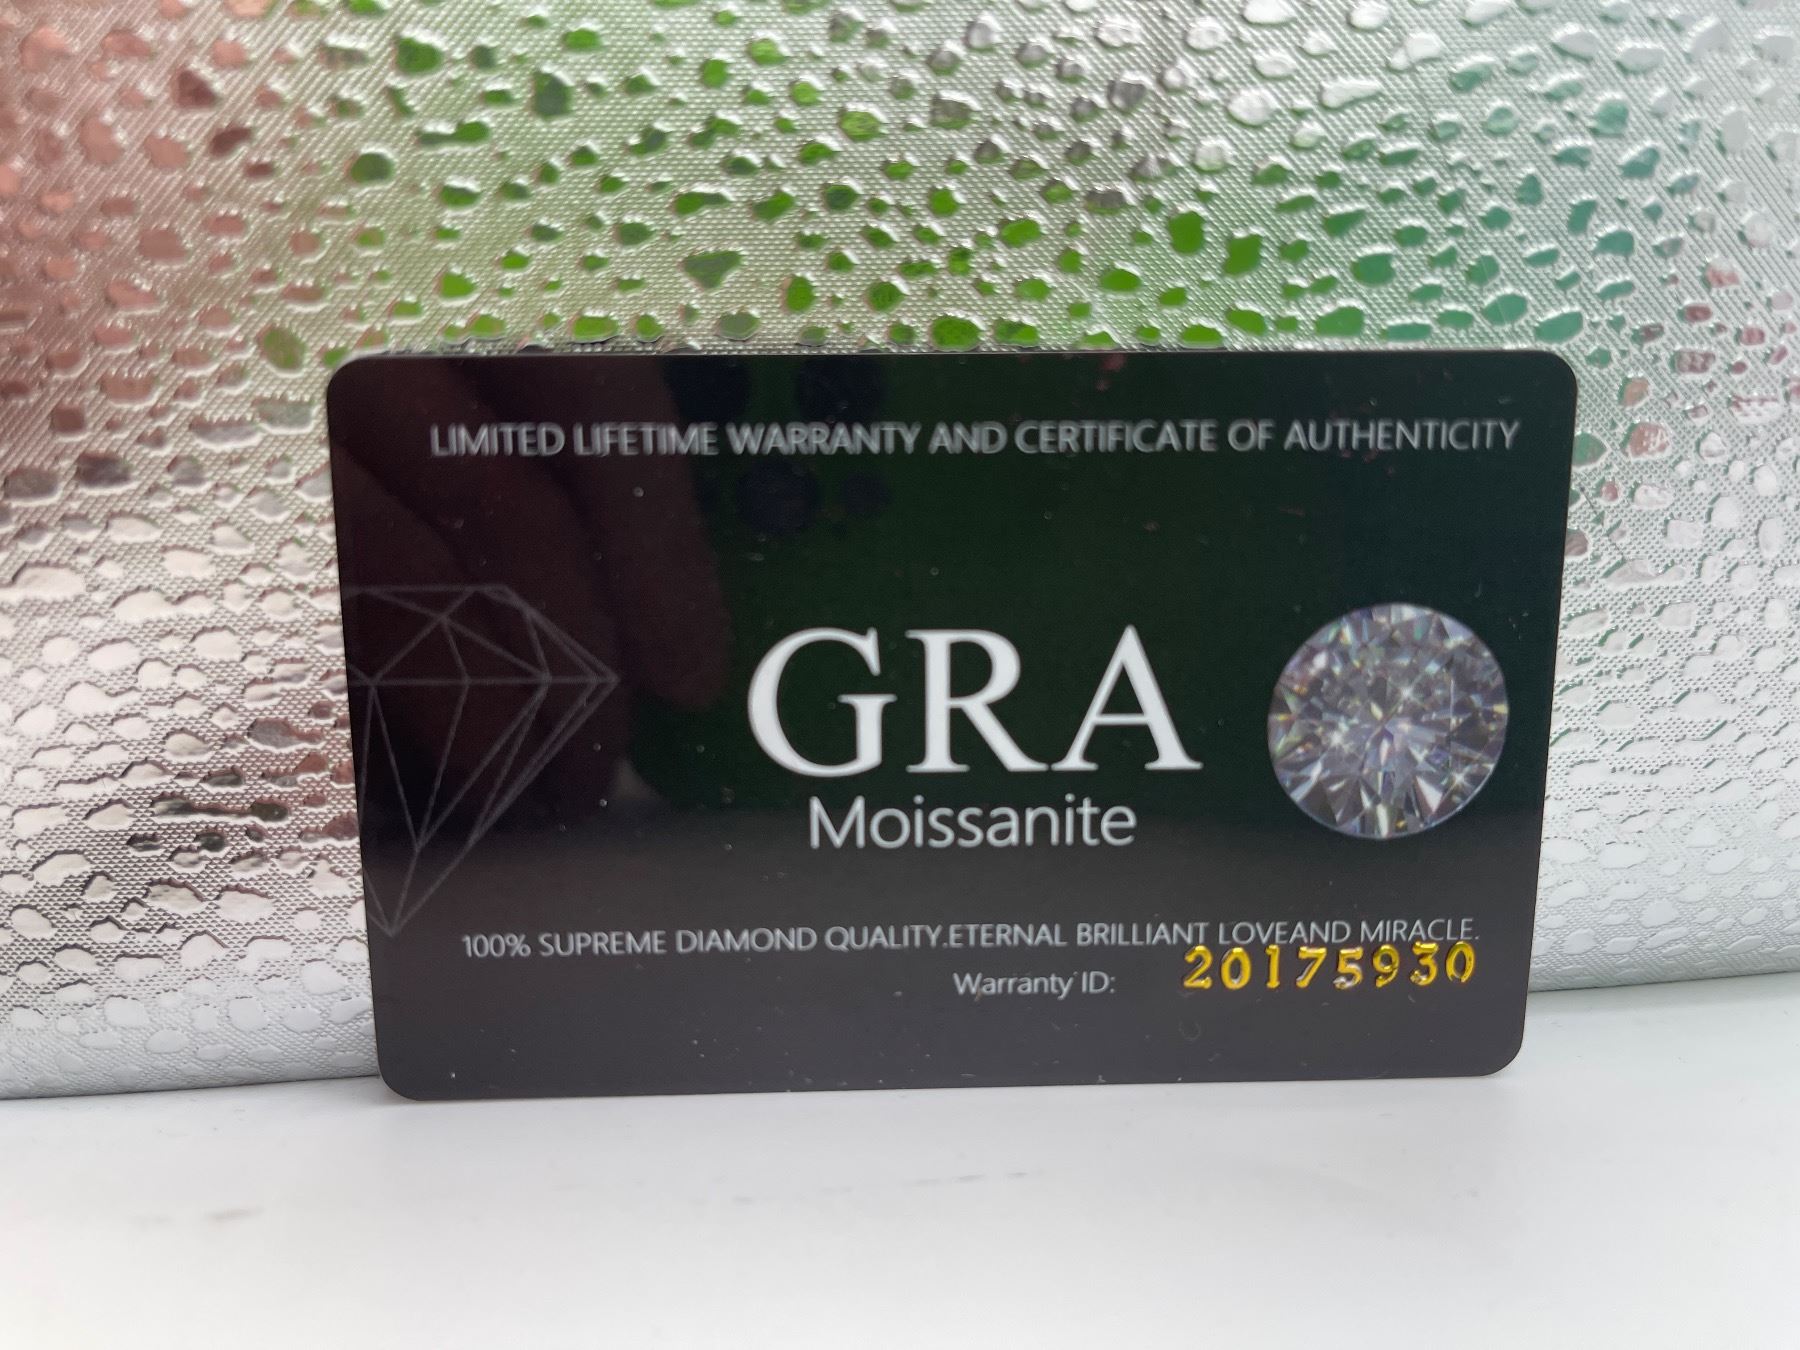 LIMITED LIFETIME WARRANTY AND CERTIFICATE OF AUTHENTICITY
GRA
Moissanite
100% SUPREME DIAMOND QUALITY.ETERNAL BRILLIANT LOVEAND MIRACLE.
Warranty ID: 20175930